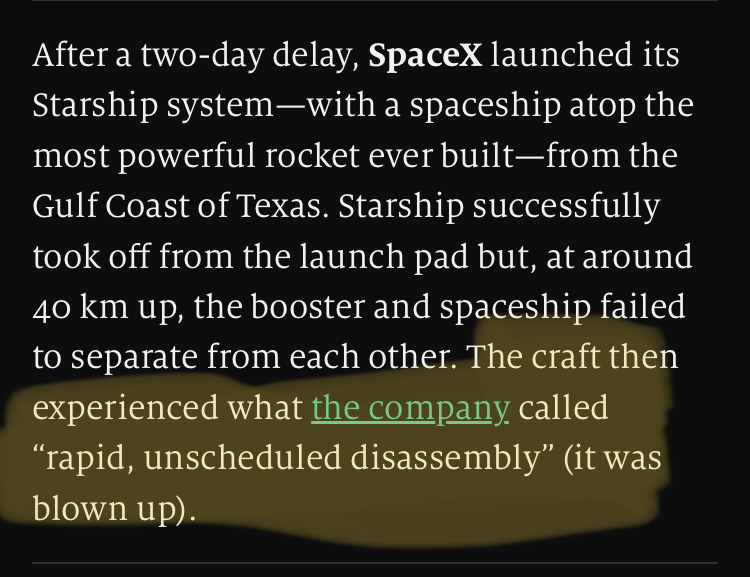 After a two-day delay, SpaceX launched its
Starship system—with a spaceship atop the
most powerful rocket ever built—from the
Gulf Coast of Texas. Starship successfully
took off from the launch pad but, at around
40 km up, the booster and spaceship failed
to separate from each other. The craft then
experienced what the company called
“rapid, unscheduled disassembly” (it was
blown up).